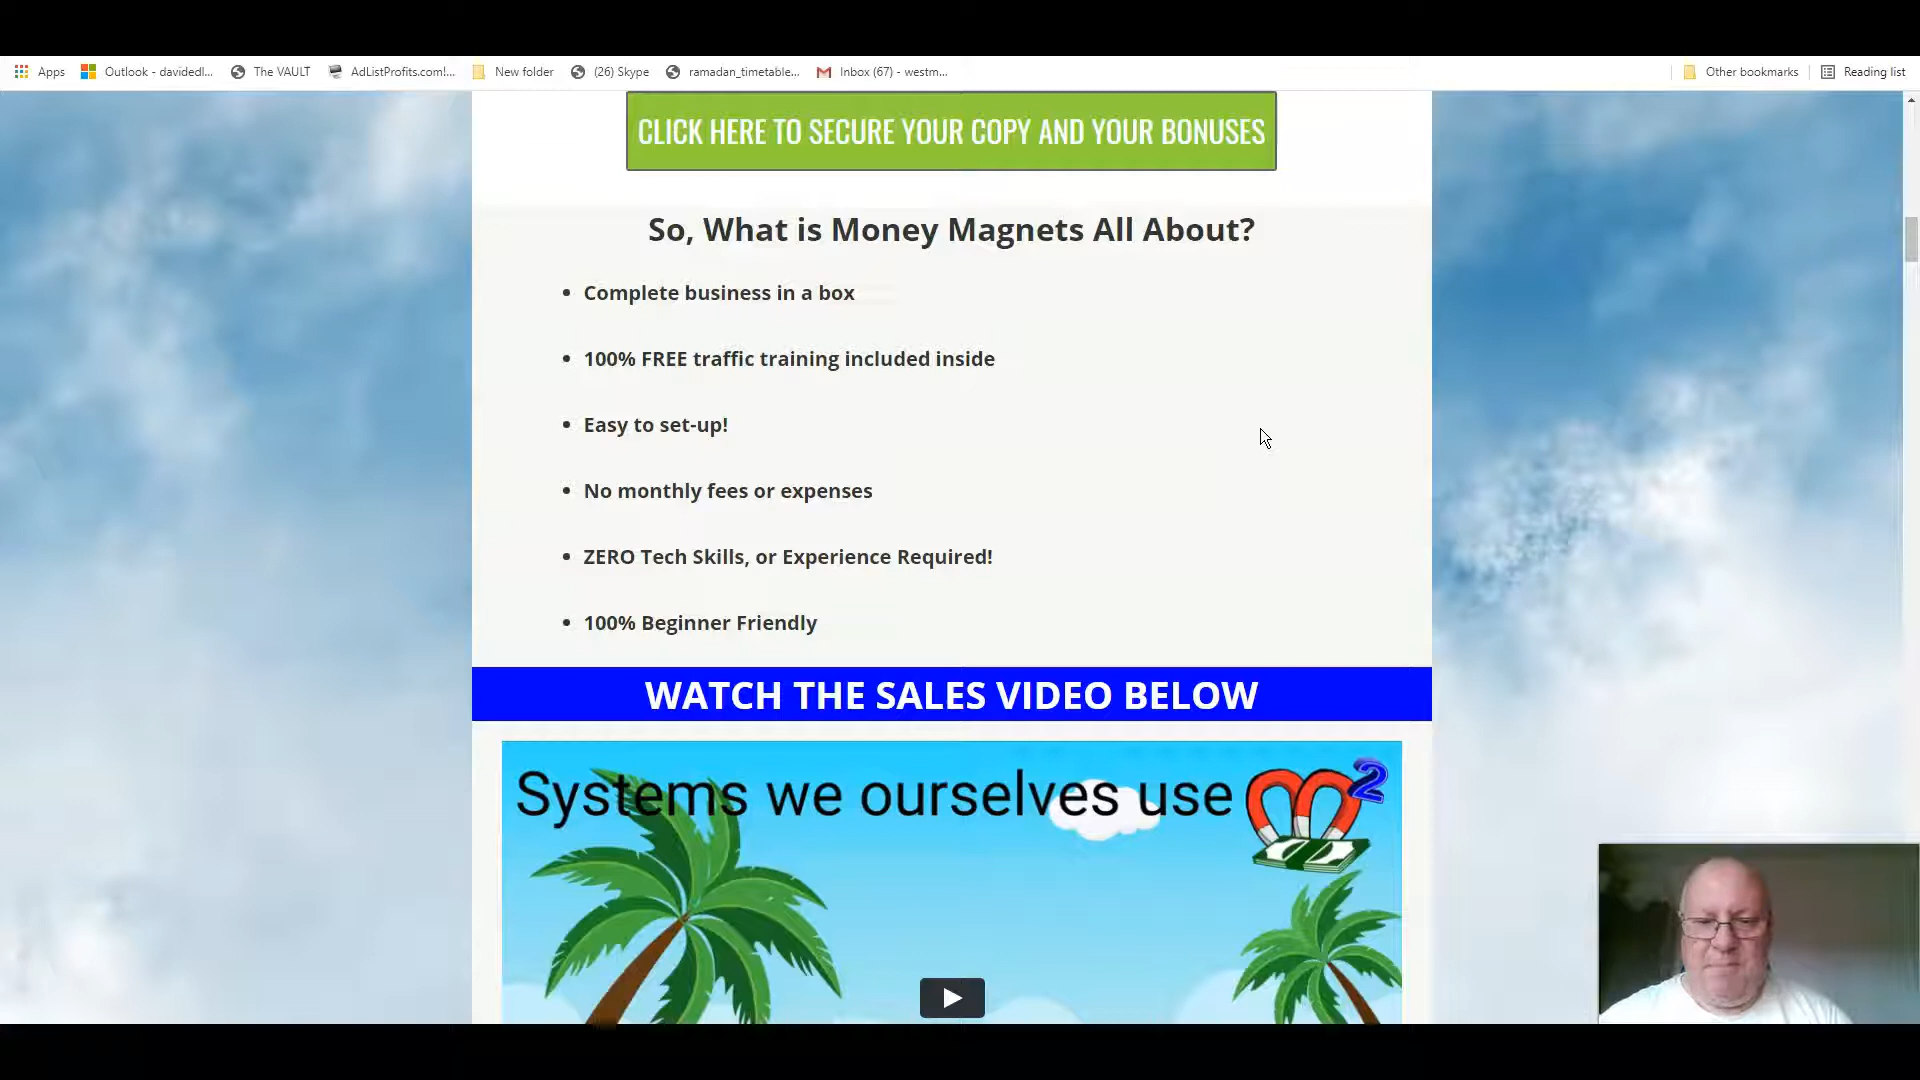 Apps
Outlook - davidedl...
The VAULT
AdListProfits.com!...
New folder
(26) Skype
ramadan_timetable...
Inbox (67) - westm...
Other bookmarks
Reading list
CLICK HERE TO SECURE YOUR COPY AND YOUR BONUSES
So, What is Money Magnets All About?
• Complete business in a box
• 100% FREE traffic training included inside
• Easy to set-up!
• No monthly fees or expenses
• ZERO Tech Skills, or Experience Required!
• 100% Beginner Friendly
WATCH THE SALES VIDEO BELOW
Systems we ourselves use
2